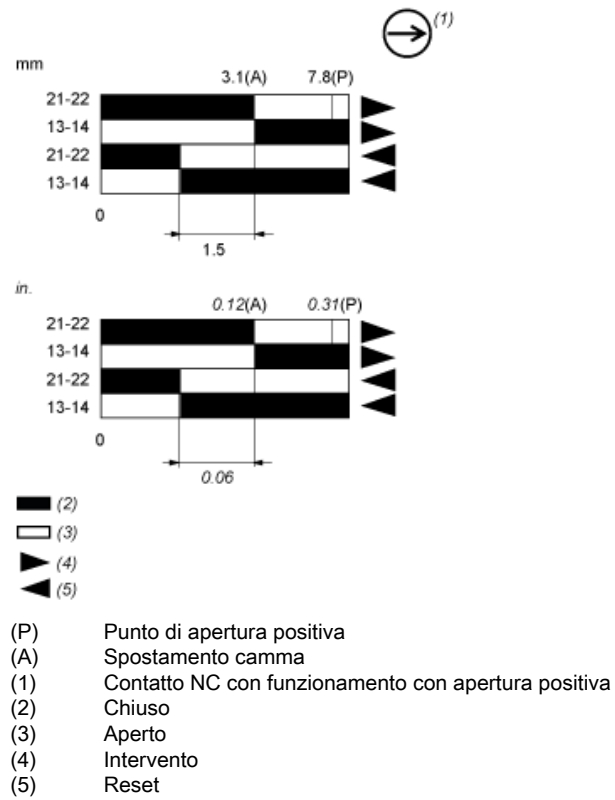 (1)
mm
3.1(A) 7.8(P)
21-22
13-14
21-22
13-14
0
1.5
in.
0.12(A) 0.31(P)
21-22
13-14
21-22
13-14
0
0.06
(2)
(3)
(4)
(5)
(P) Punto di apertura positiva
(A) Spostamento camma
(1) Contatto NC con funzionamento con apertura positiva
(2) Chiuso
(3) Aperto
(4) Intervento
(5) Reset